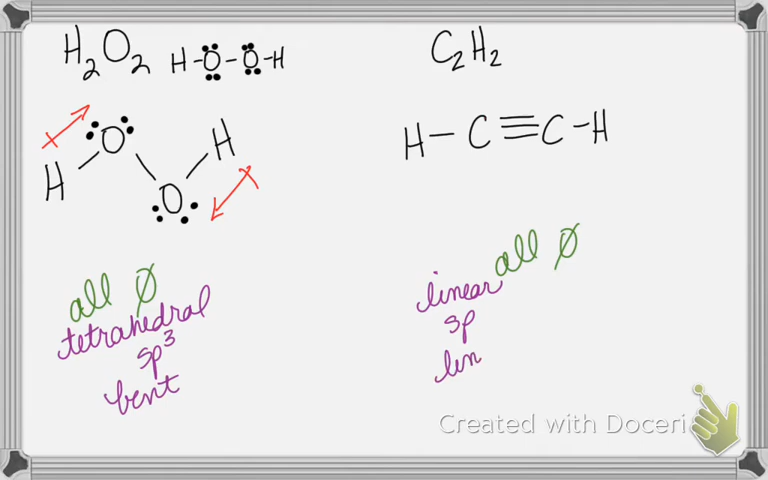 H₂O₂
H-O-O-H
H
O
O
H
all Ø
tetrahedral
sp³
bent
C₂H₂
H-C≡C-H
all Ø
linear
sp
lin
Created with Doceri